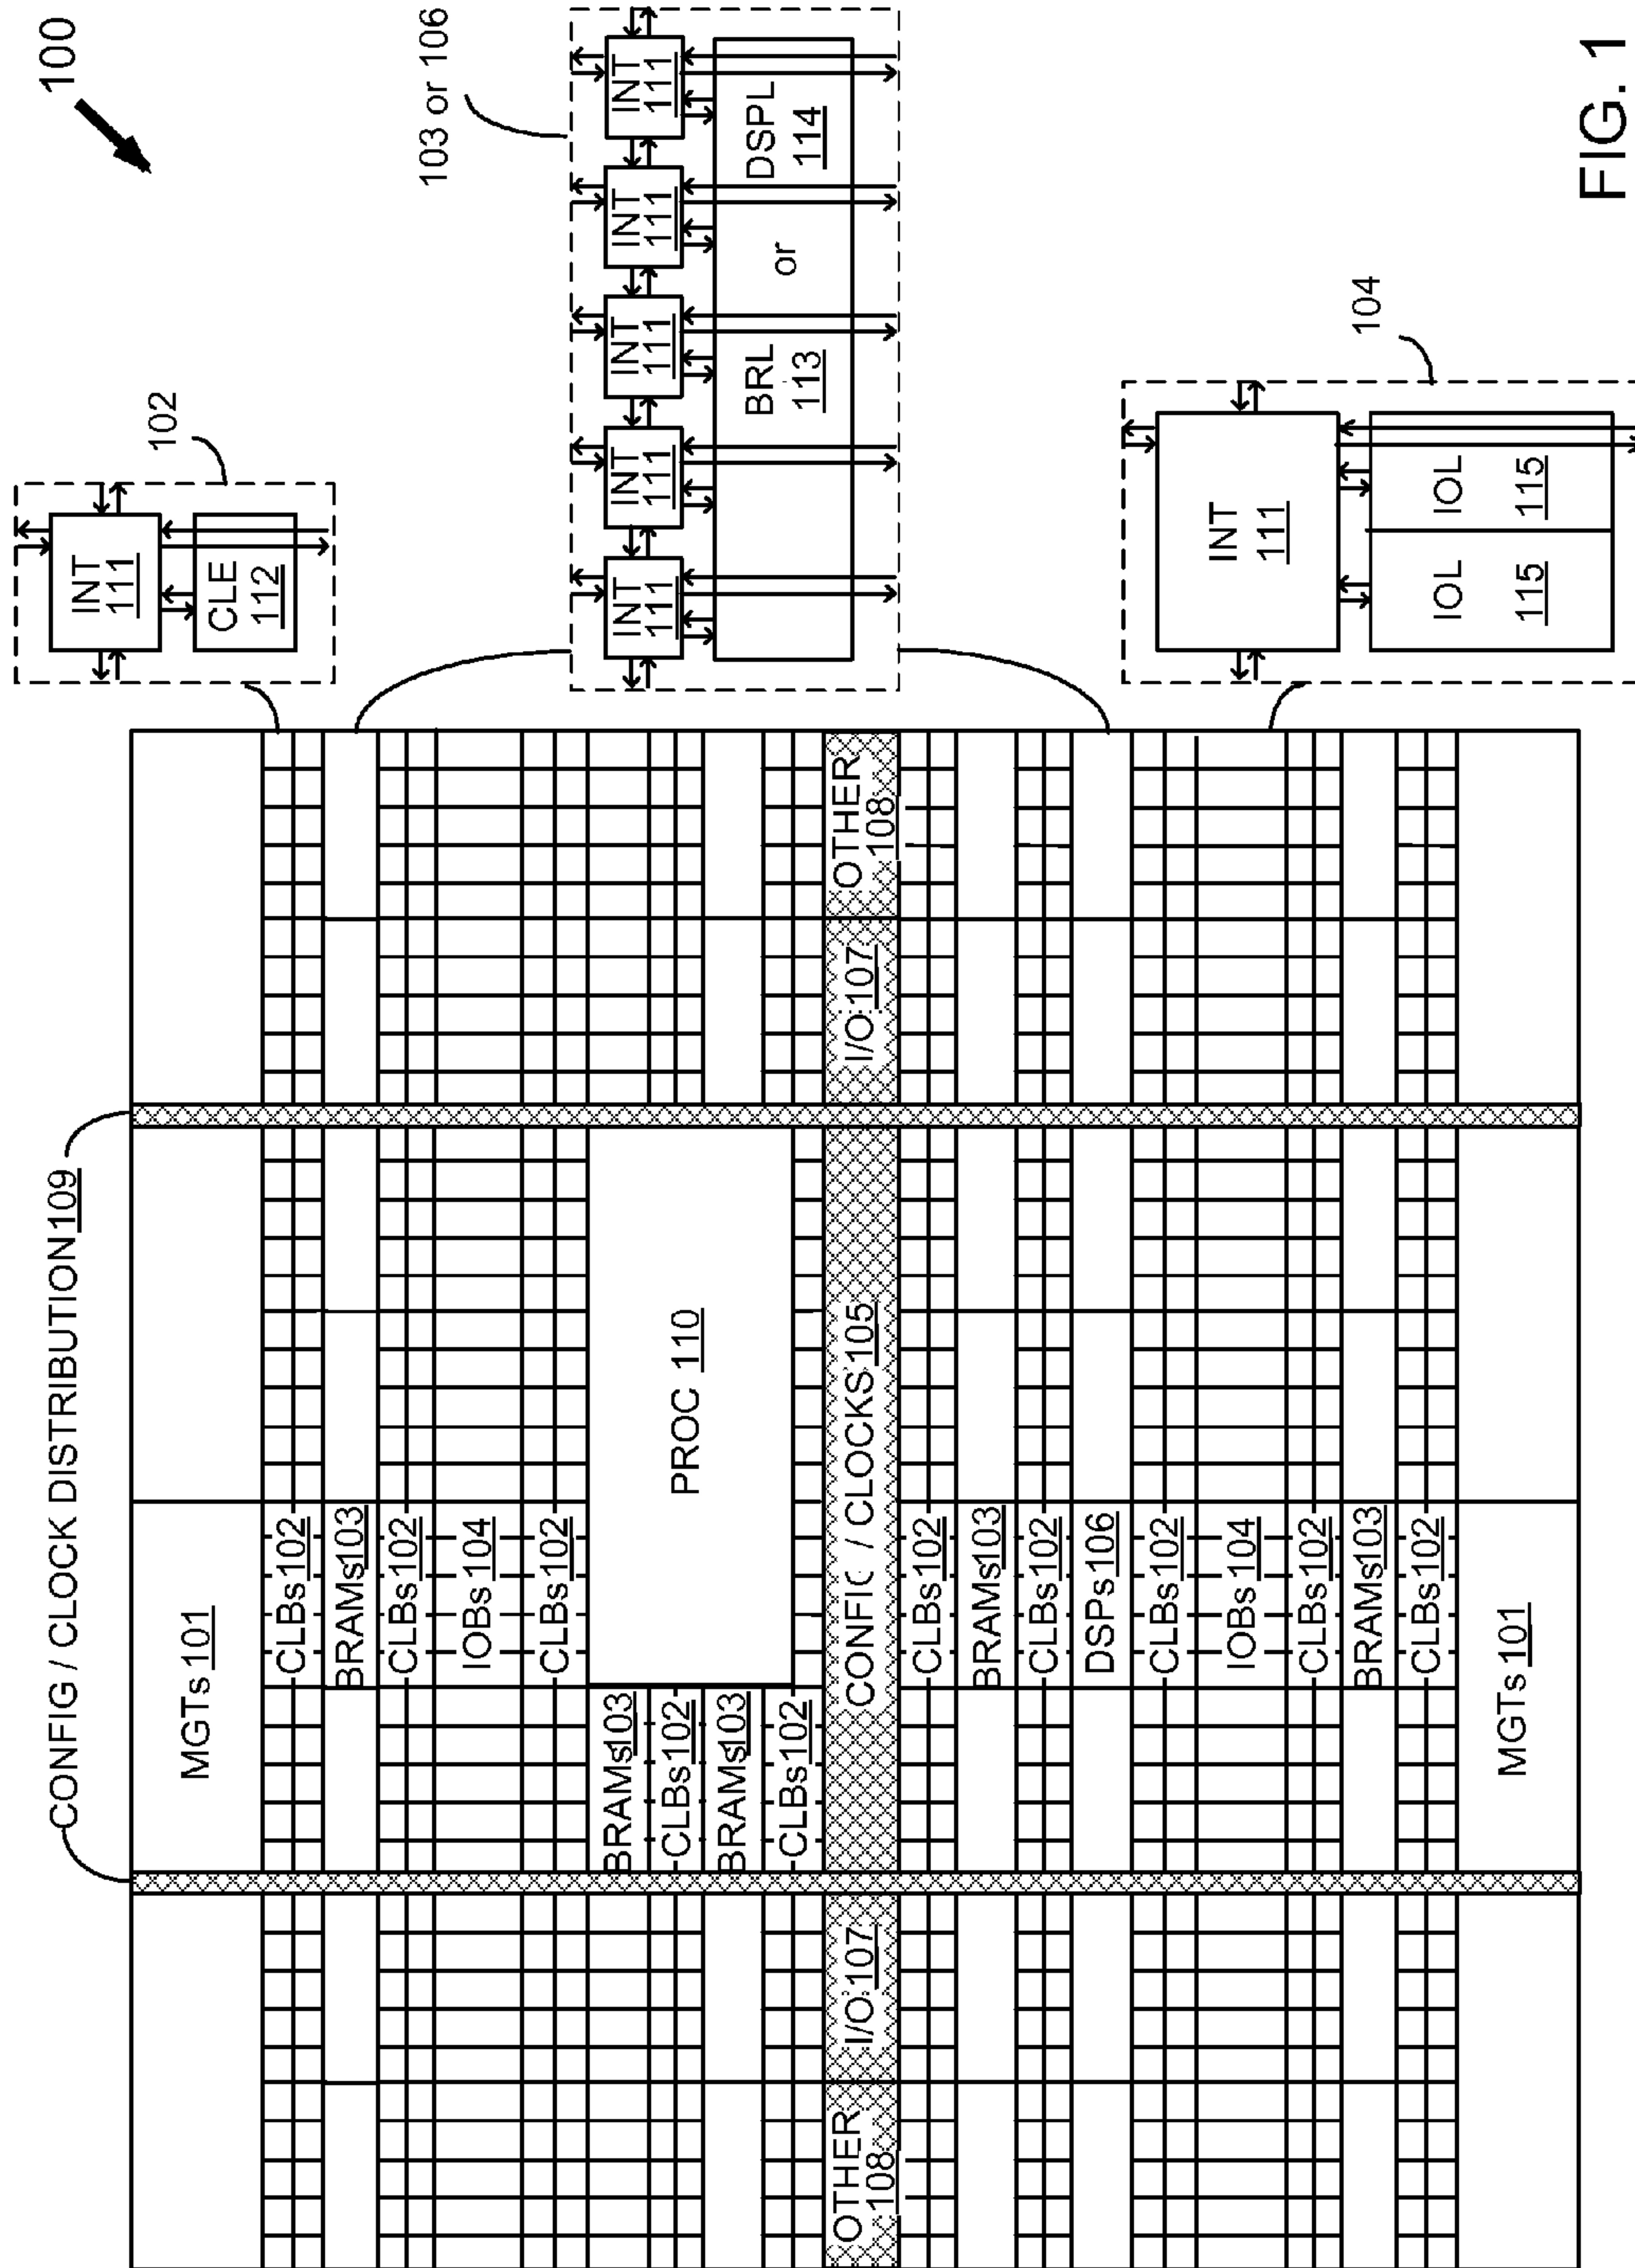 100
CONFIG / CLOCK DISTRIBUTION 109
MGTs 101
CLBs 102
BRAMs 103
CLBs 102
IOBs 104
CLBs 102
BRAMs 103
CLBs 102
BRAMs 103
CLBs 102
PROC 110
OTHER
108
I/O 107
CONFIG / CLOCKS 105
I/O 107
OTHER
108
CLBs 102
BRAMs 103
CLBs 102
DSPs 106
CLBs 102
IOBs 104
CLBs 102
BRAMs 103
CLBs 102
MGTs 101
102
INT
111
CLE
112
103 or 106
INT
111
INT
111
INT
111
INT
111
INT
111
BRL
113
or
DSPL
114
104
INT
111
IOL
115
IOL
115
FIG. 1